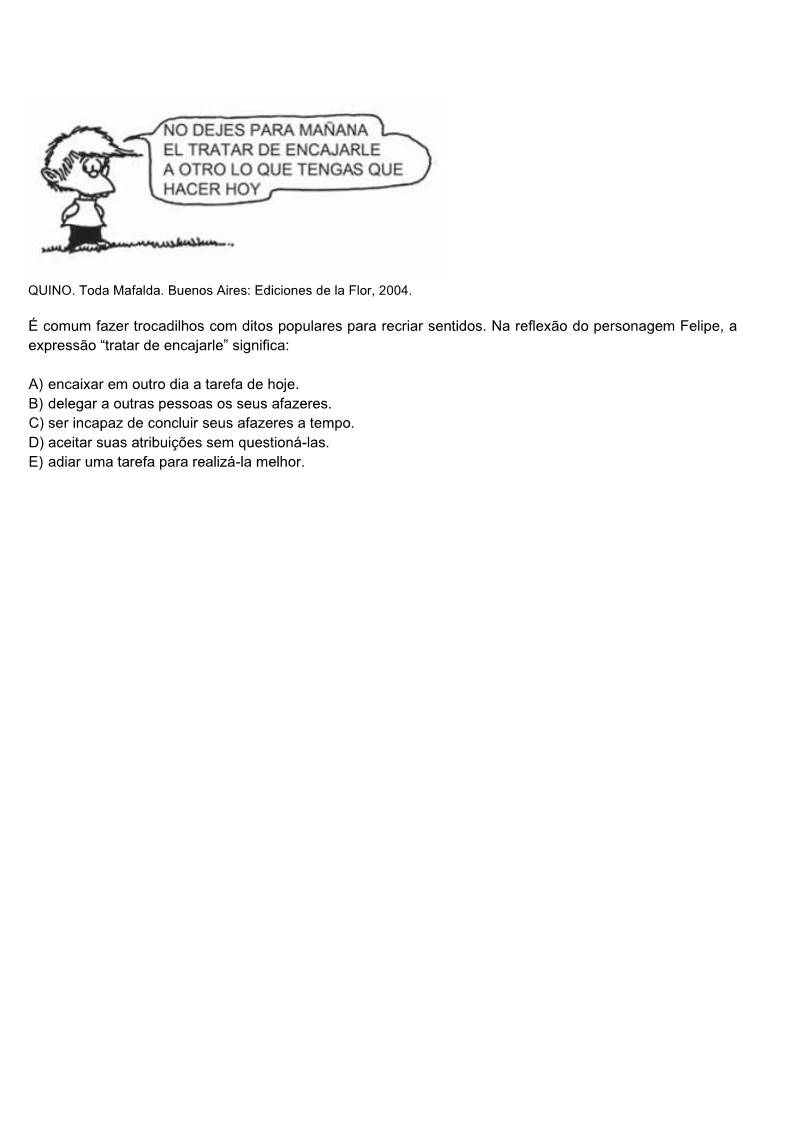 NO DEJES PARA MAÑANA
EL TRATAR DE ENCAJARLE
A OTRO LO QUE TENGAS QUE
HACER HOY
QUINO. Toda Mafalda. Buenos Aires: Ediciones de la Flor, 2004.
É comum fazer trocadilhos com ditos populares para recriar sentidos. Na reflexão do personagem Felipe, a
expressão “tratar de encajarle” significa:
A) encaixar em outro dia a tarefa de hoje.
B) delegar a outras pessoas os seus afazeres.
C) ser incapaz de concluir seus afazeres a tempo.
D) aceitar suas atribuições sem questioná-las.
E) adiar uma tarefa para realizá-la melhor.